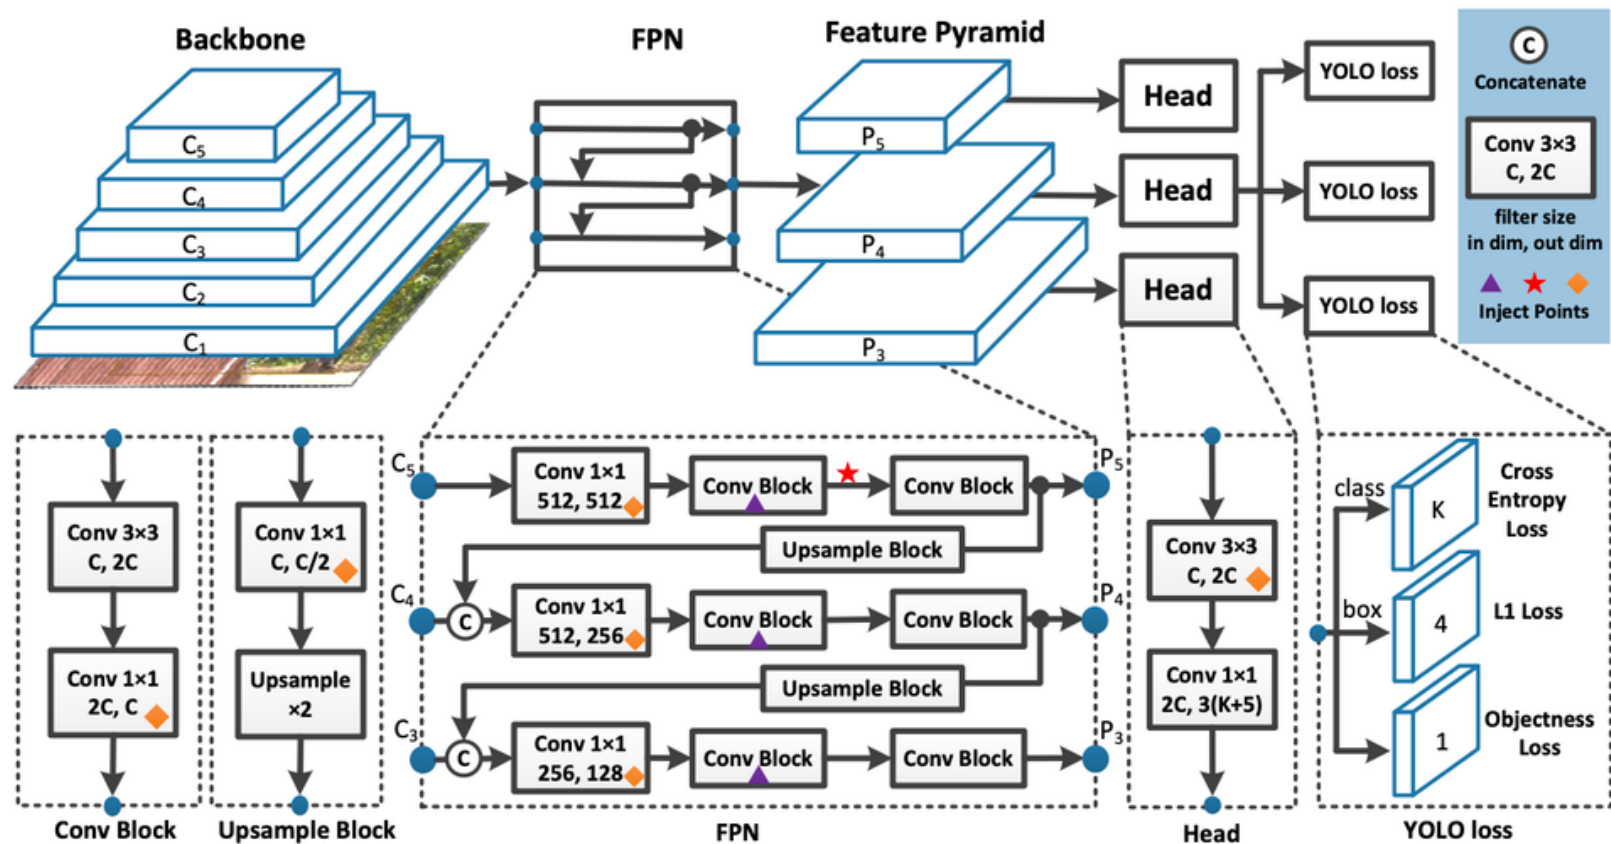 Backbone
FPN
Feature Pyramid
C5
C4
C3
C2
C1
P5
P4
P3
Head
Head
Head
YOLO loss
YOLO loss
YOLO loss
C
Concatenate
Conv 3×3
C, 2C
filter size
in dim, out dim
Inject Points
Conv 3×3
C, 2C
Conv 1×1
2C, C
Conv Block
Conv 1×1
C, C/2
Upsample
×2
Upsample Block
C5
Conv 1×1
512, 512
Conv Block
Conv Block
P5
Upsample Block
C4
C
Conv 1×1
512, 256
Conv Block
Conv Block
P4
Upsample Block
C3
C
Conv 1×1
256, 128
Conv Block
Conv Block
P3
FPN
Conv 3×3
C, 2C
Conv 1×1
2C, 3(K+5)
Head
class
K
Cross
Entropy
Loss
box
4
L1 Loss
1
Objectness
Loss
YOLO loss